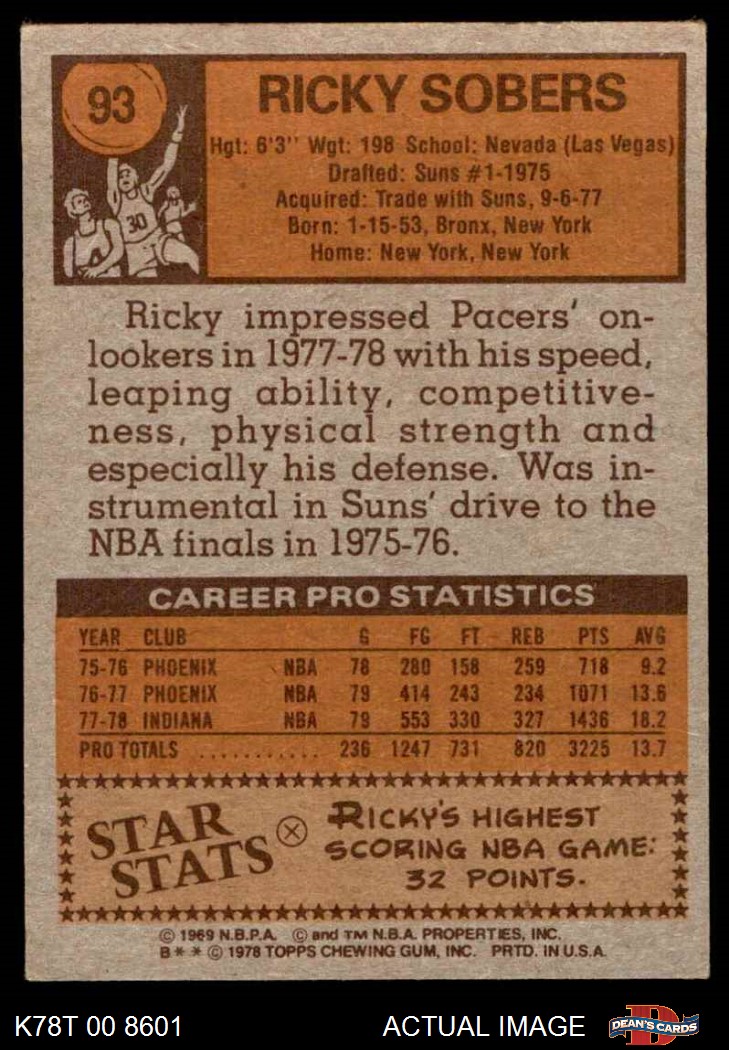 93
RICKY SOBERS
Hgt: 6'3" Wgt: 198 School: Nevada (Las Vegas)
Drafted: Suns #1-1975
Acquired: Trade with Suns, 9-6-77
Born: 1-15-53, Bronx, New York
Home: New York, New York
30
4
Ricky impressed Pacers' on-
lookers in 1977-78 with his speed,
leaping ability, competitive-
ness, physical strength and
especially his defense. Was in-
strumental in Suns' drive to the
NBA finals in 1975-76.
CAREER PRO STATISTICS
YEAR CLUB G FG FT REB PTS AVG
75-76 PHOENIX NBA 78 280 158 259 718 9.2
76-77 PHOENIX NBA 79 414 243 234 1071 13.6
77-78 INDIANA NBA 79 553 330 327 1436 18.2
PRO TOTALS ........... 236 1247 731 820 3225 13.7
STAR
STATS
RICKY'S HIGHEST
SCORING NBA GAME:
32 POINTS.
© 1969 N.B.P.A. © and TM N.B.A. PROPERTIES, INC.
B * * © 1978 TOPPS CHEWING GUM, INC. PRTD. IN U.S.A.
K78T 00 8601
ACTUAL IMAGE
D
DEAN'S CARDS